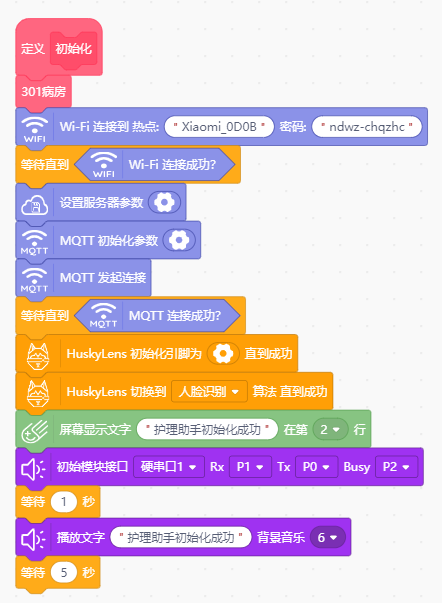 定义 初始化
301病房
WIFI Wi-Fi 连接到 热点: " Xiaomi_0D0B " 密码: " ndwz-chqzhc "
等待直到 WIFI Wi-Fi 连接成功?
设置服务器参数
MQTT MQTT 初始化参数
MQTT MQTT 发起连接
等待直到 MQTT MQTT 连接成功?
HuskyLens 初始化引脚为 直到成功
HuskyLens 切换到 人脸识别 算法 直到成功
屏幕显示文字 " 护理助手初始化成功 " 在第 2 行
初始模块接口 硬串口1 Rx P1 Tx P0 Busy P2
等待 1 秒
播放文字 " 护理助手初始化成功 " 背景音乐 6
等待 5 秒